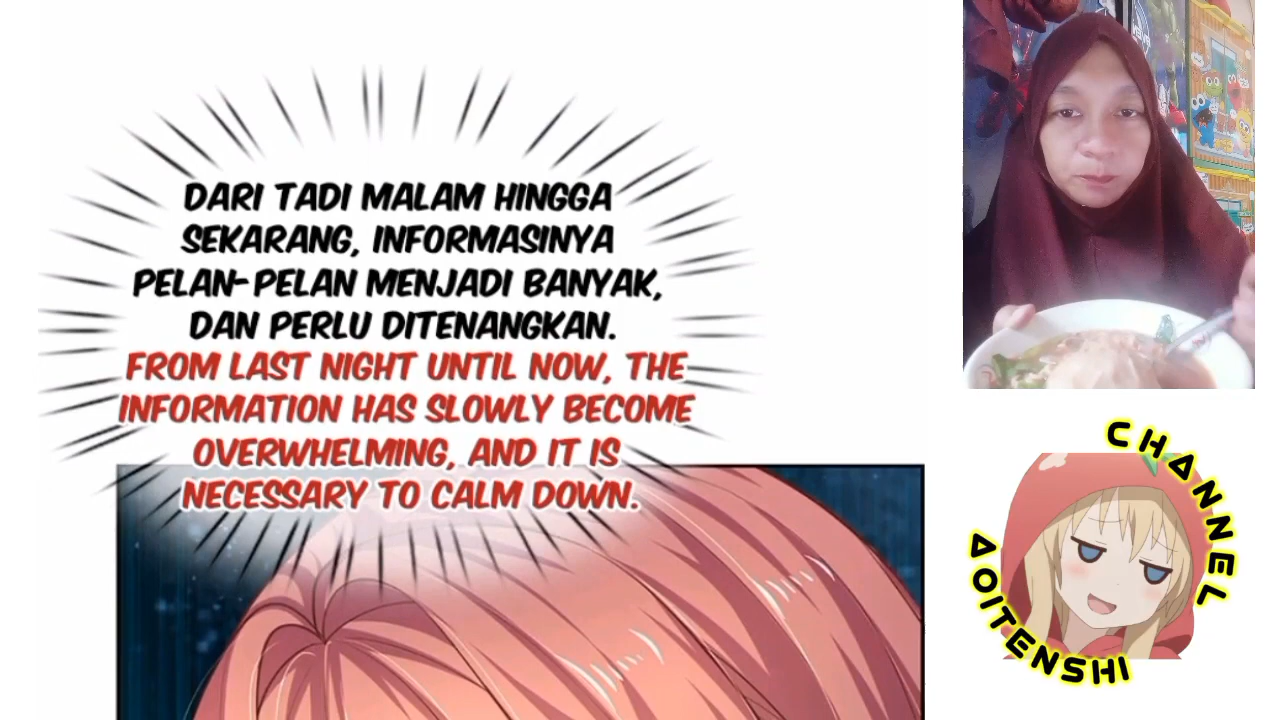 DARI TADI MALAM HINGGA
SEKARANG, INFORMASINYA
PELAN-PELAN MENJADI BANYAK,
DAN PERLU DITENANGKAN.
FROM LAST NIGHT UNTIL NOW, THE
INFORMATION HAS SLOWLY BECOME
OVERWHELMING, AND IT IS
NECESSARY TO CALM DOWN.
CHANNEL
AOITENSHI